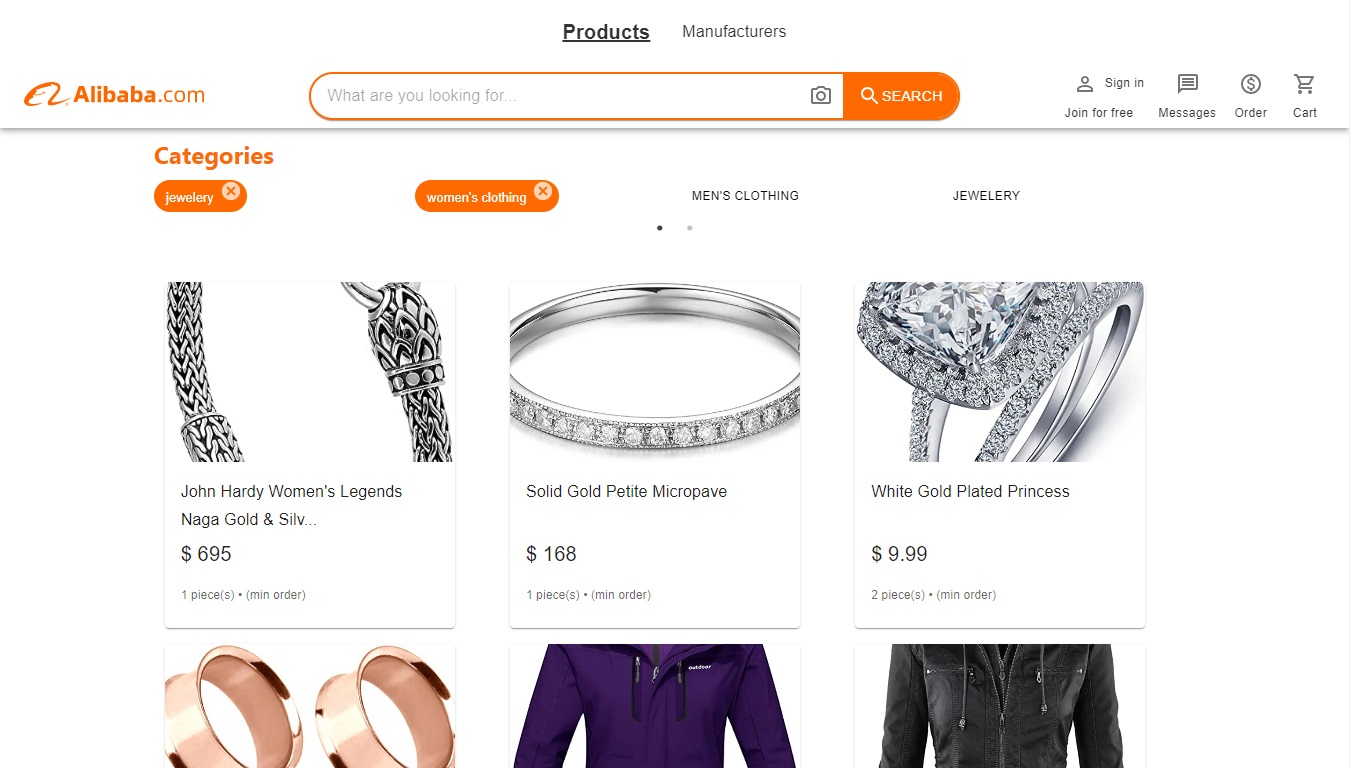 Products Manufacturers
Alibaba.com
What are you looking for...
SEARCH
Sign in
Join for free
Messages
Order
Cart
Categories
jewelery
women's clothing
MEN'S CLOTHING
JEWELERY
John Hardy Women's Legends
Naga Gold & Silv...
$ 695
1 piece(s) • (min order)
Solid Gold Petite Micropave
$ 168
1 piece(s) • (min order)
White Gold Plated Princess
$ 9.99
2 piece(s) • (min order)
outdoor